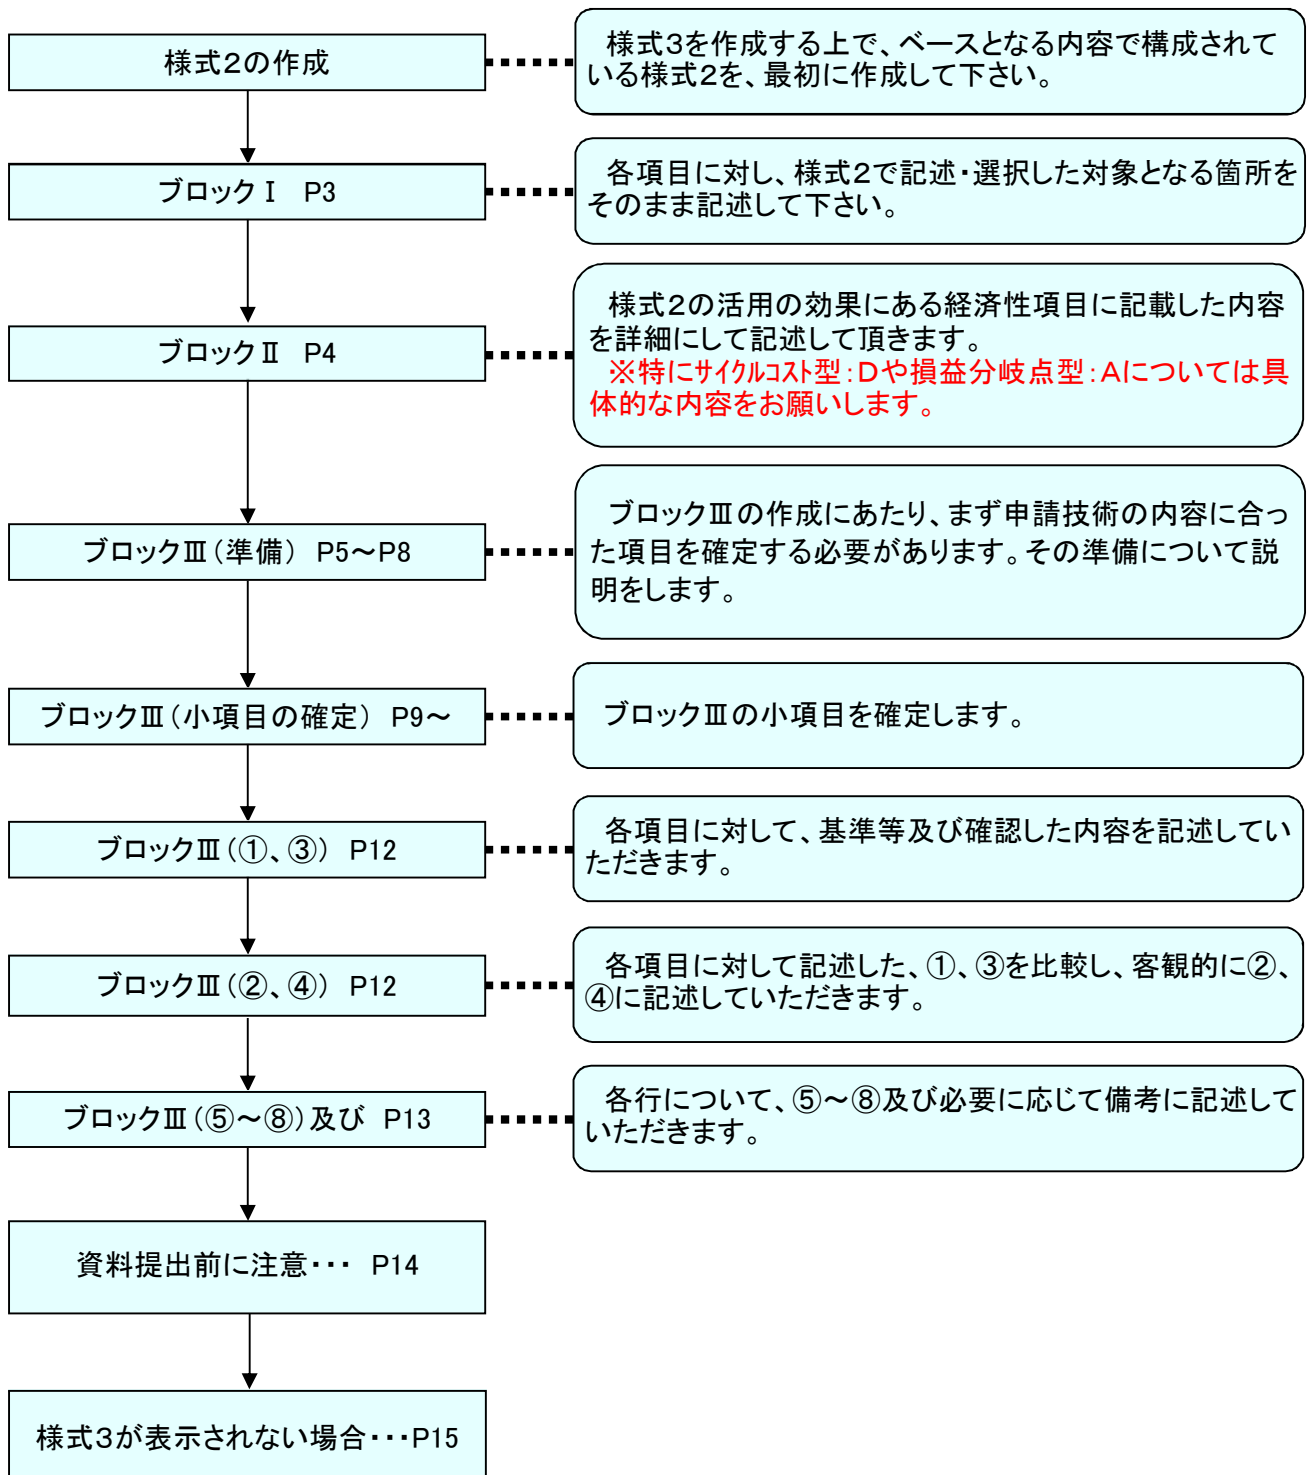 様式2の作成
様式3を作成する上で、ベースとなる内容で構成されて
いる様式2を、最初に作成して下さい。
ブロックⅠ P3
各項目に対し、様式2で記述・選択した対象となる箇所を
そのまま記述して下さい。
ブロックⅡ P4
様式2の活用の効果にある経済性項目に記載した内容
を詳細にして記述して頂きます。
※特にサイクルコスト型:Dや損益分岐点型:Aについては具
体的な内容をお願いします。
ブロックⅢ(準備) P5～P8
ブロックⅢの作成にあたり、まず申請技術の内容に合っ
た項目を確定する必要があります。その準備について説
明をします。
ブロックⅢ(小項目の確定) P9～
ブロックⅢの小項目を確定します。
ブロックⅢ(①、③) P12
各項目に対して、基準等及び確認した内容を記述してい
ただきます。
ブロックⅢ(②、④) P12
各項目に対して記述した、①、③を比較し、客観的に②、
④に記述していただきます。
ブロックⅢ(⑤～⑧)及び P13
各行について、⑤～⑧及び必要に応じて備考に記述して
いただきます。
資料提出前に注意・・・ P14
様式3が表示されない場合・・・P15